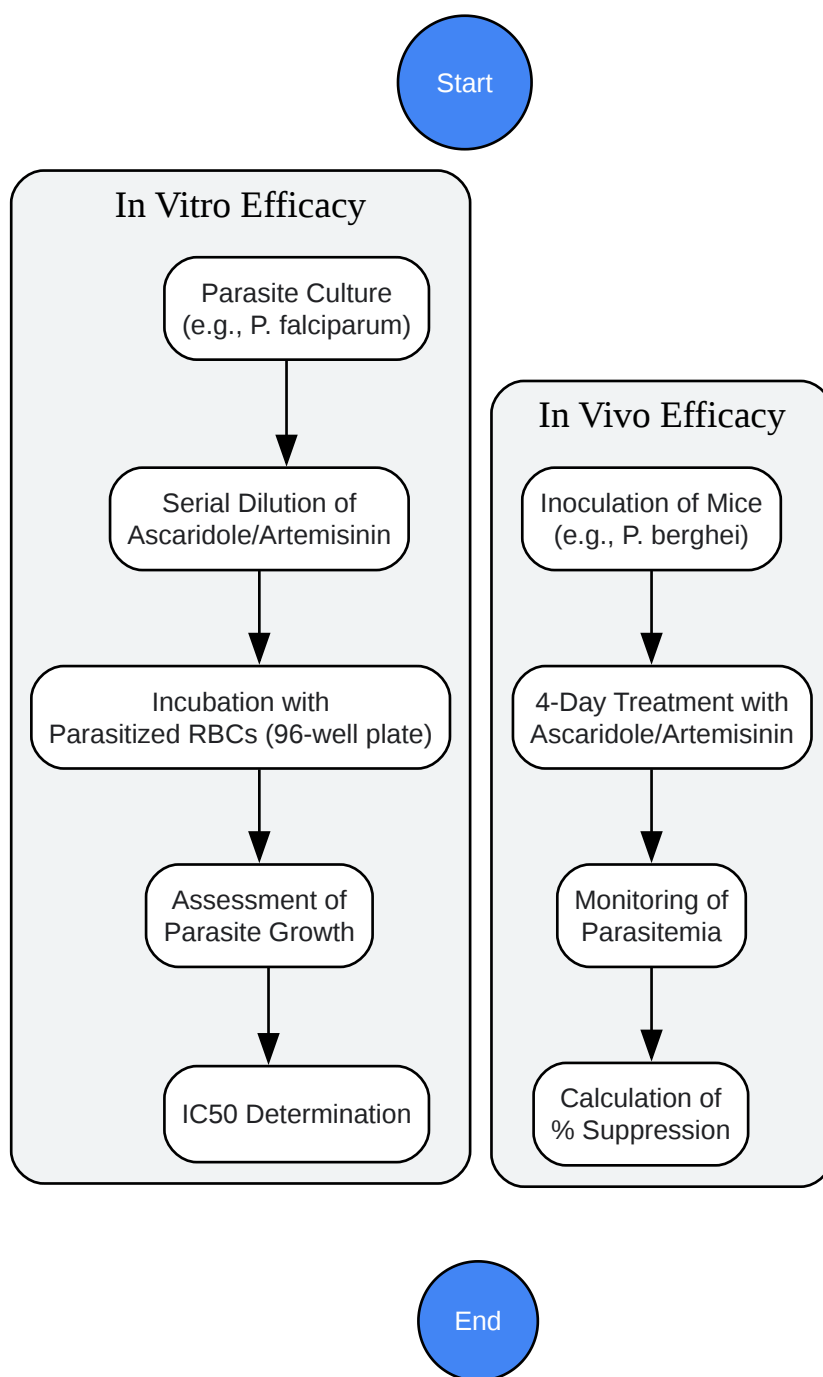 Start
In Vitro Efficacy
Parasite Culture
(e.g., P. falciparum)
Serial Dilution of
Ascaridole/Artemisinin
Incubation with
Parasitized RBCs (96-well plate)
Assessment of
Parasite Growth
IC50 Determination
In Vivo Efficacy
Inoculation of Mice
(e.g., P. berghei)
4-Day Treatment with
Ascaridole/Artemisinin
Monitoring of
Parasitemia
Calculation of
% Suppression
End